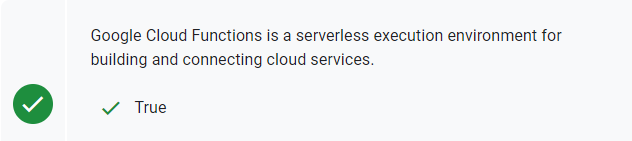 Google Cloud Functions is a serverless execution environment for
building and connecting cloud services.
True